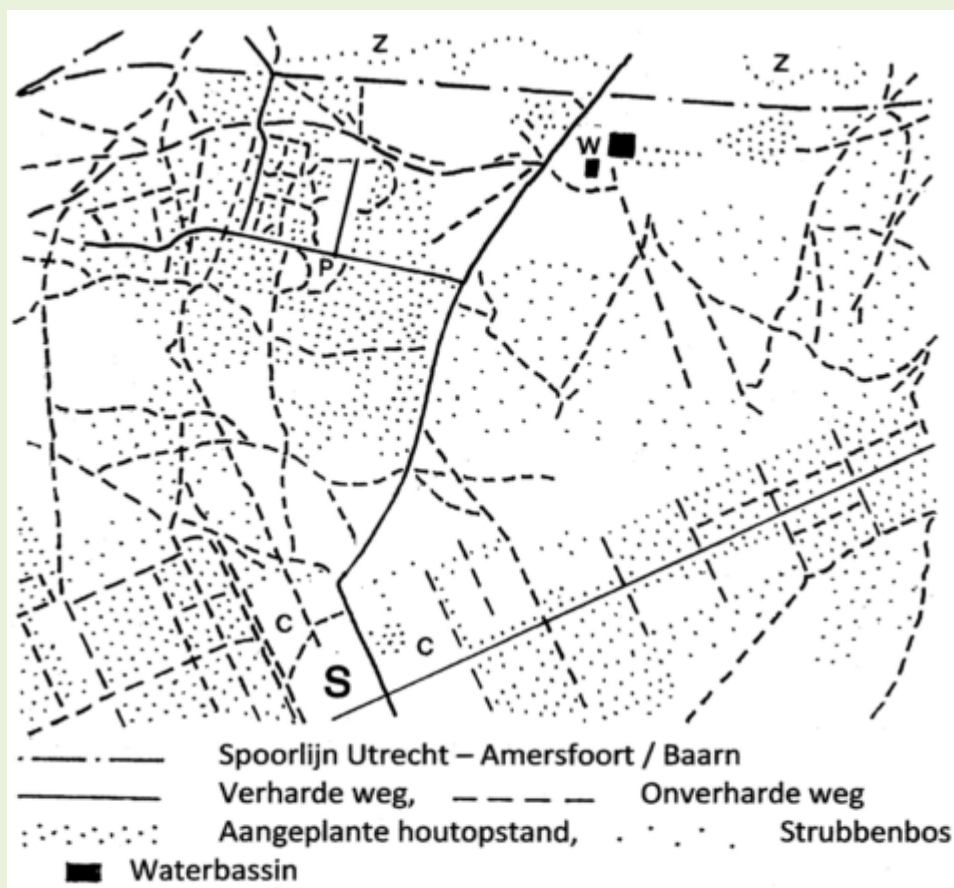 Z
Z
W
P
C
C
S
Spoorlijn Utrecht – Amersfoort / Baarn
Verharde weg, Onverharde weg
Aangeplante houtopstand, Strubbenbos
Waterbassin